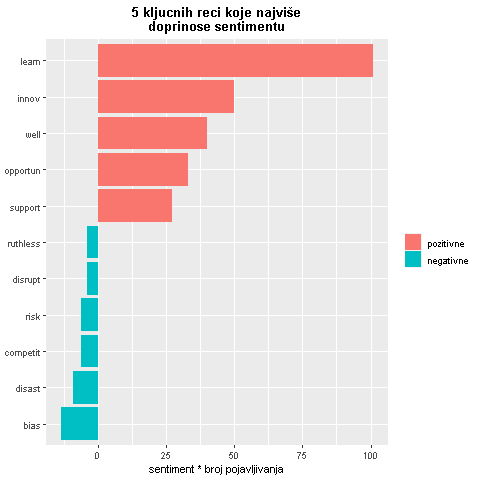 5 kljucnih reci koje najviše
doprinose sentimentu
learn
innov
well
opportun
support
ruthless
disrupt
risk
competit
disast
bias
pozitivne
negativne
0 25 50 75 100
sentiment * broj pojavljivanja